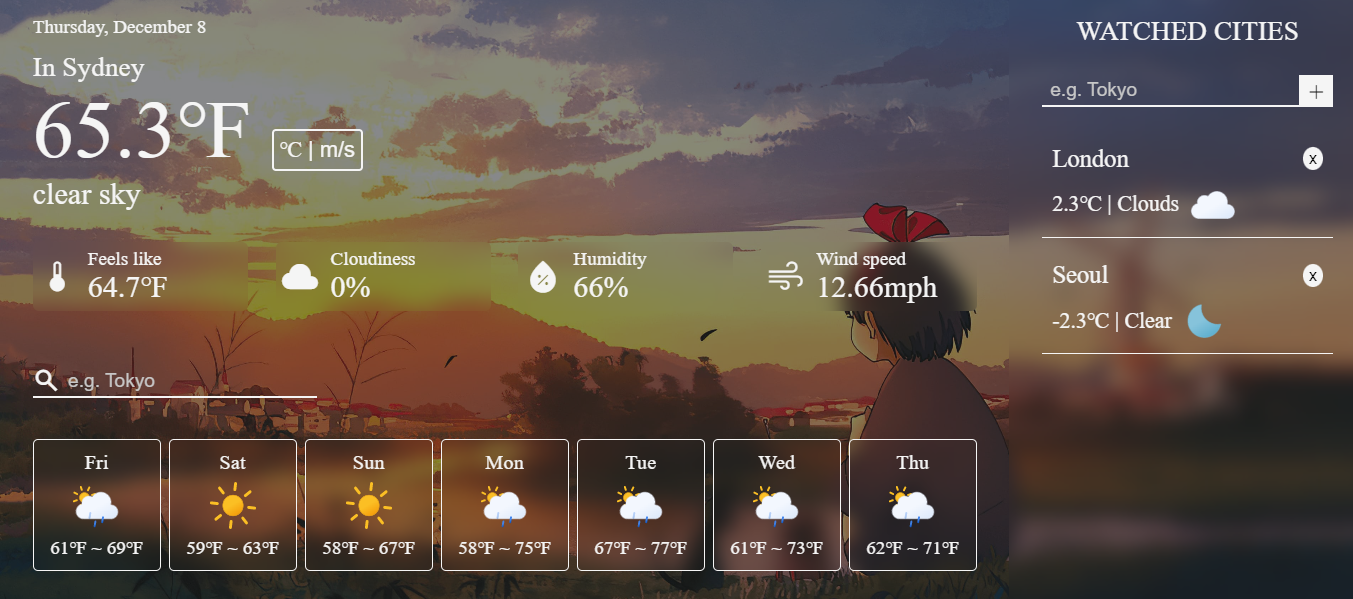 Thursday, December 8
In Sydney
65.3°F
°C | m/s
clear sky
Feels like
64.7°F
Cloudiness
0%
Humidity
66%
Wind speed
12.66mph
e.g. Tokyo
Fri
61°F ~ 69°F
Sat
59°F ~ 63°F
Sun
58°F ~ 67°F
Mon
58°F ~ 75°F
Tue
67°F ~ 77°F
Wed
61°F ~ 73°F
Thu
62°F ~ 71°F
WATCHED CITIES
e.g. Tokyo +
London x
2.3°C | Clouds
Seoul x
-2.3°C | Clear